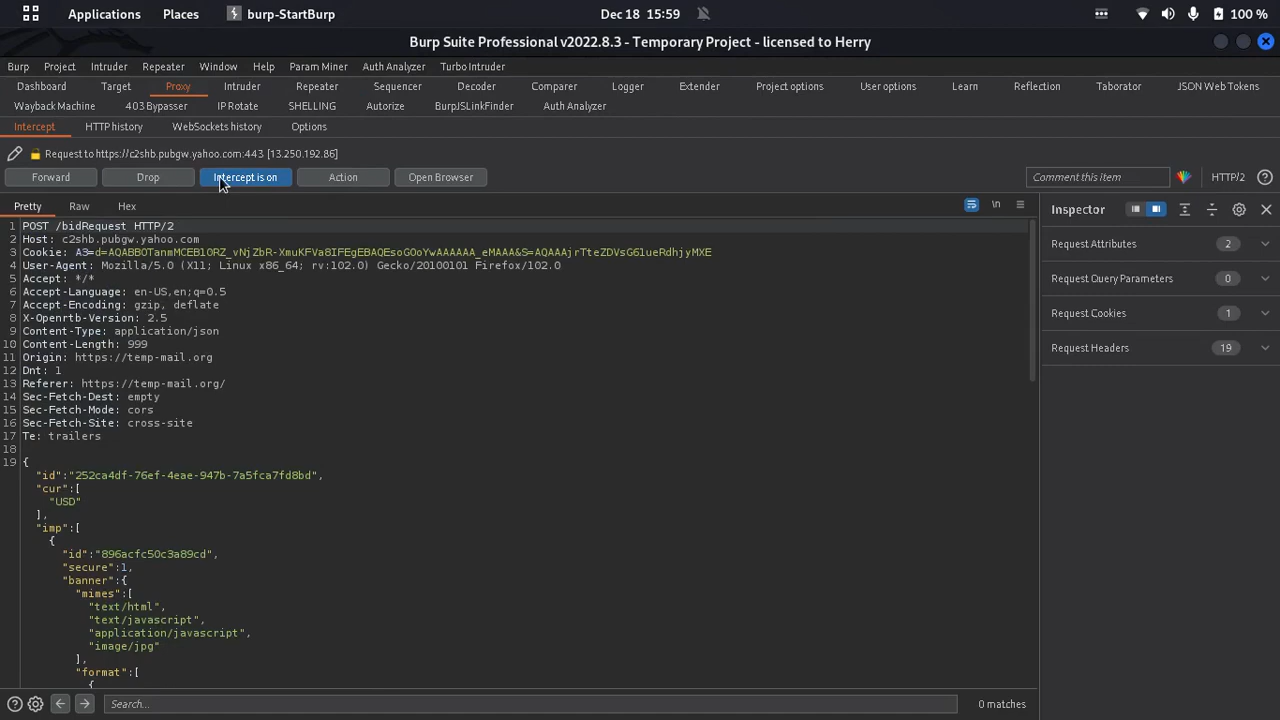 Applications Places burp-StartBurp Dec 18 15:59 100 %
Burp Suite Professional v2022.8.3 - Temporary Project - licensed to Herry
Burp Project Intruder Repeater Window Help Param Miner Auth Analyzer Turbo Intruder
Dashboard Target Proxy Intruder Repeater Sequencer Decoder Comparer Logger Extender Project options User options Learn Reflection Taborator JSON Web Tokens
Wayback Machine 403 Bypasser IP Rotate SHELLING Autorize BurpJSLinkFinder Auth Analyzer
Intercept HTTP history WebSockets history Options
Request to https://c2shb.pubgw.yahoo.com:443 [13.250.192.86]
Forward Drop Intercept is on Action Open Browser Comment this item HTTP/2 ?
Pretty Raw Hex \n Inspector
1 POST /bidRequest HTTP/2
2 Host: c2shb.pubgw.yahoo.com
3 Cookie: A3=d=AQABBOTanmMCEB1ORZ_vNjZbR-XmuKFVa8IFEgEBAQEsoGOoYwAAAAAA_eMAAA&S=AQAAAjrTteZDVsG6lueRdhjyMXE
4 User-Agent: Mozilla/5.0 (X11; Linux x86_64; rv:102.0) Gecko/20100101 Firefox/102.0
5 Accept: */*
6 Accept-Language: en-US,en;q=0.5
7 Accept-Encoding: gzip, deflate
8 X-Openrtb-Version: 2.5
9 Content-Type: application/json
10 Content-Length: 999
11 Origin: https://temp-mail.org
12 Dnt: 1
13 Referer: https://temp-mail.org/
14 Sec-Fetch-Dest: empty
15 Sec-Fetch-Mode: cors
16 Sec-Fetch-Site: cross-site
17 Te: trailers
18
19 {
"id":"252ca4df-76ef-4eae-947b-7a5fca7fd8bd",
"cur":[
"USD"
],
"imp":[
{
"id":"896acfc50c3a89cd",
"secure":1,
"banner":{
"mimes":[
"text/html",
"text/javascript",
"application/javascript",
"image/jpg"
],
"format":[
{
Request Attributes 2
Request Query Parameters 0
Request Cookies 1
Request Headers 19
? Search... 0 matches